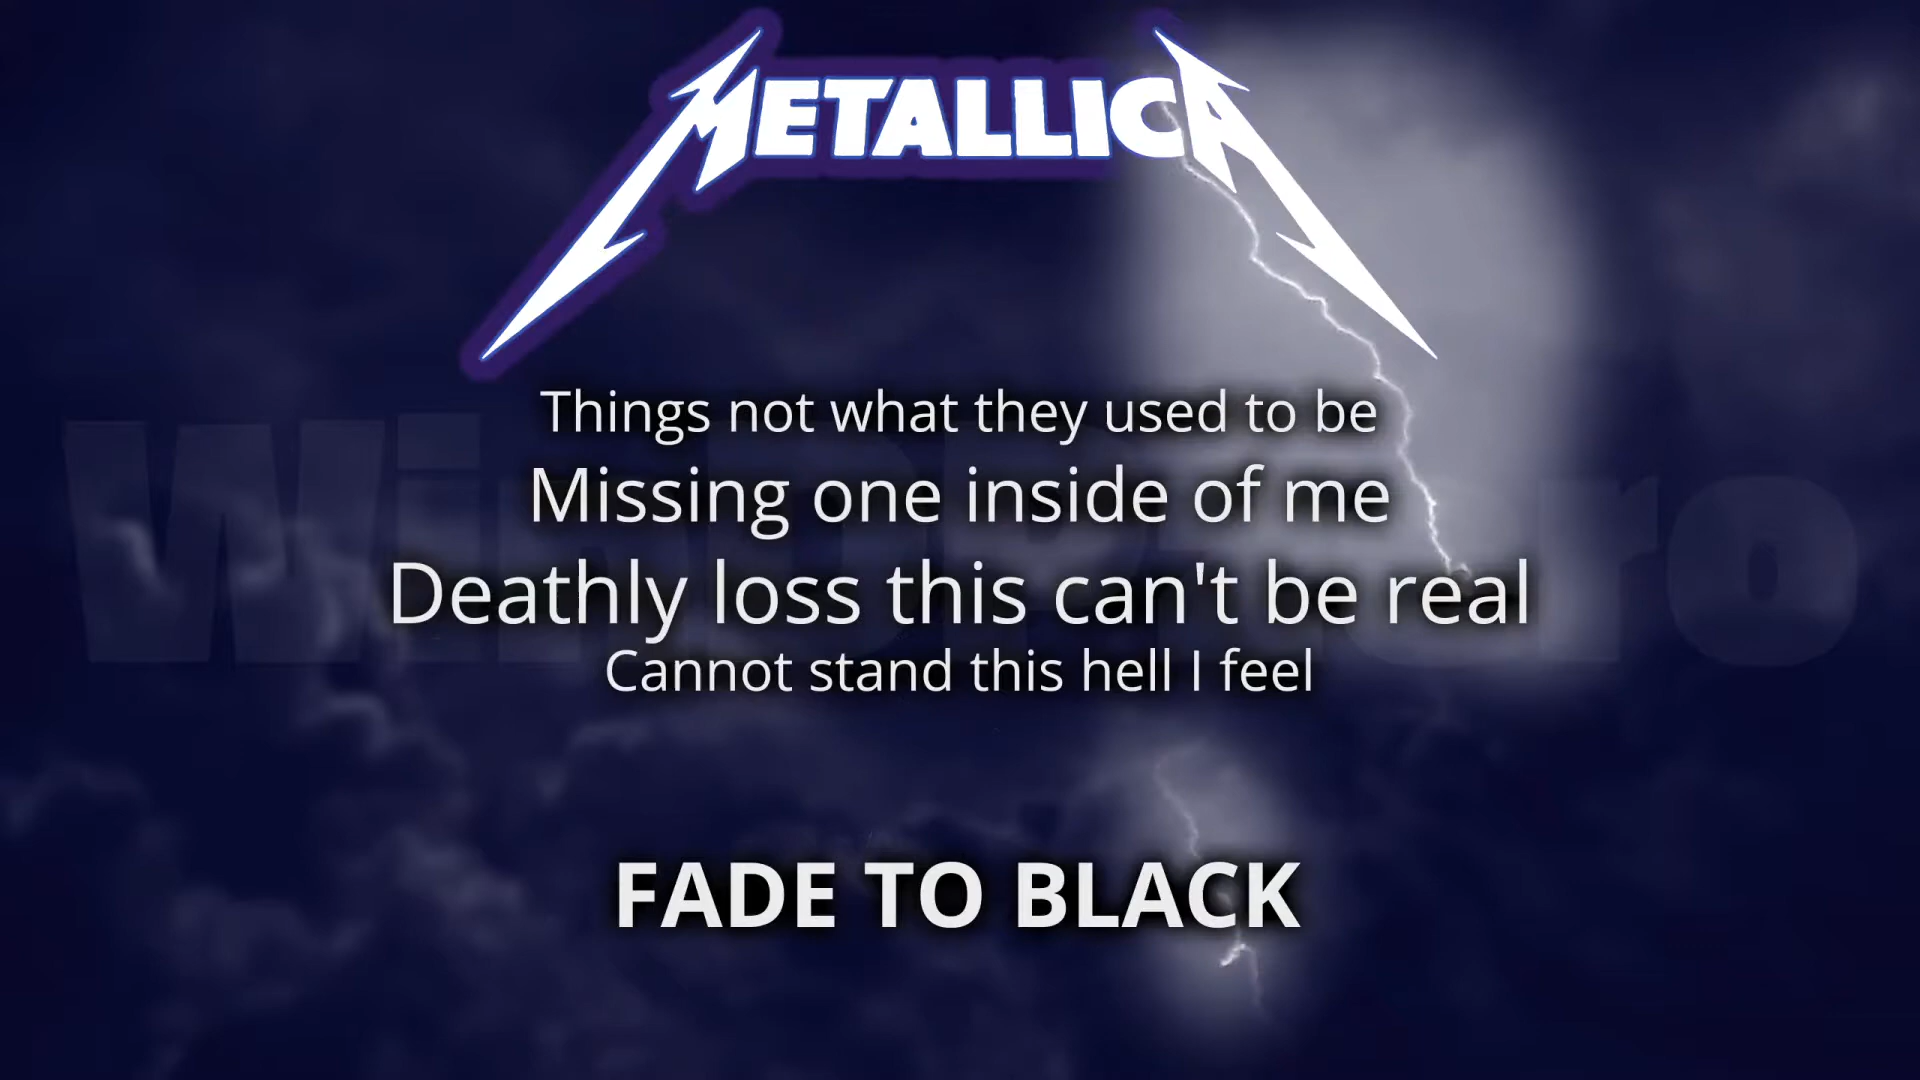 METALLICA
Things not what they used to be
Missing one inside of me
Deathly loss this can't be real
Cannot stand this hell I feel
FADE TO BLACK